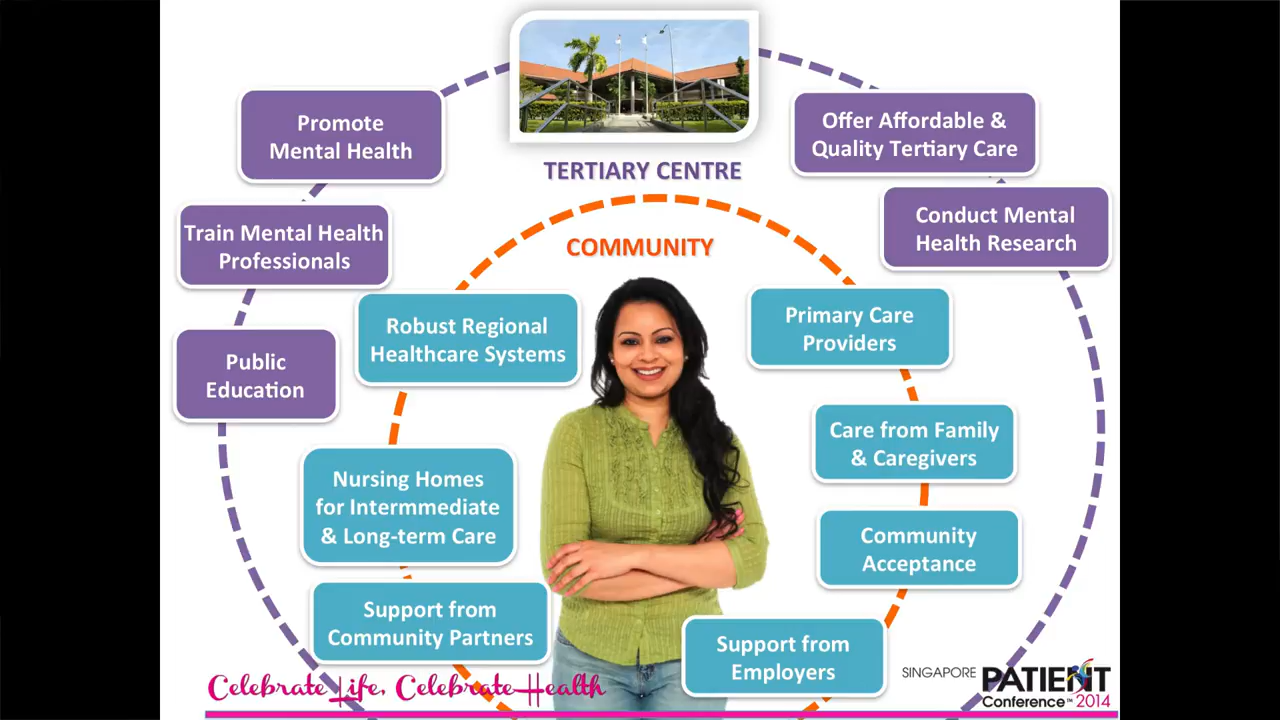 Promote
Mental Health
Offer Affordable &
Quality Tertiary Care
TERTIARY CENTRE
Train Mental Health
Professionals
Conduct Mental
Health Research
COMMUNITY
Robust Regional
Healthcare Systems
Primary Care
Providers
Public
Education
Care from Family
& Caregivers
Nursing Homes
for Intermmediate
& Long-term Care
Community
Acceptance
Support from
Community Partners
Support from
Employers
Celebrate Life, Celebrate Health
SINGAPORE PATIENT
Conference™ 2014